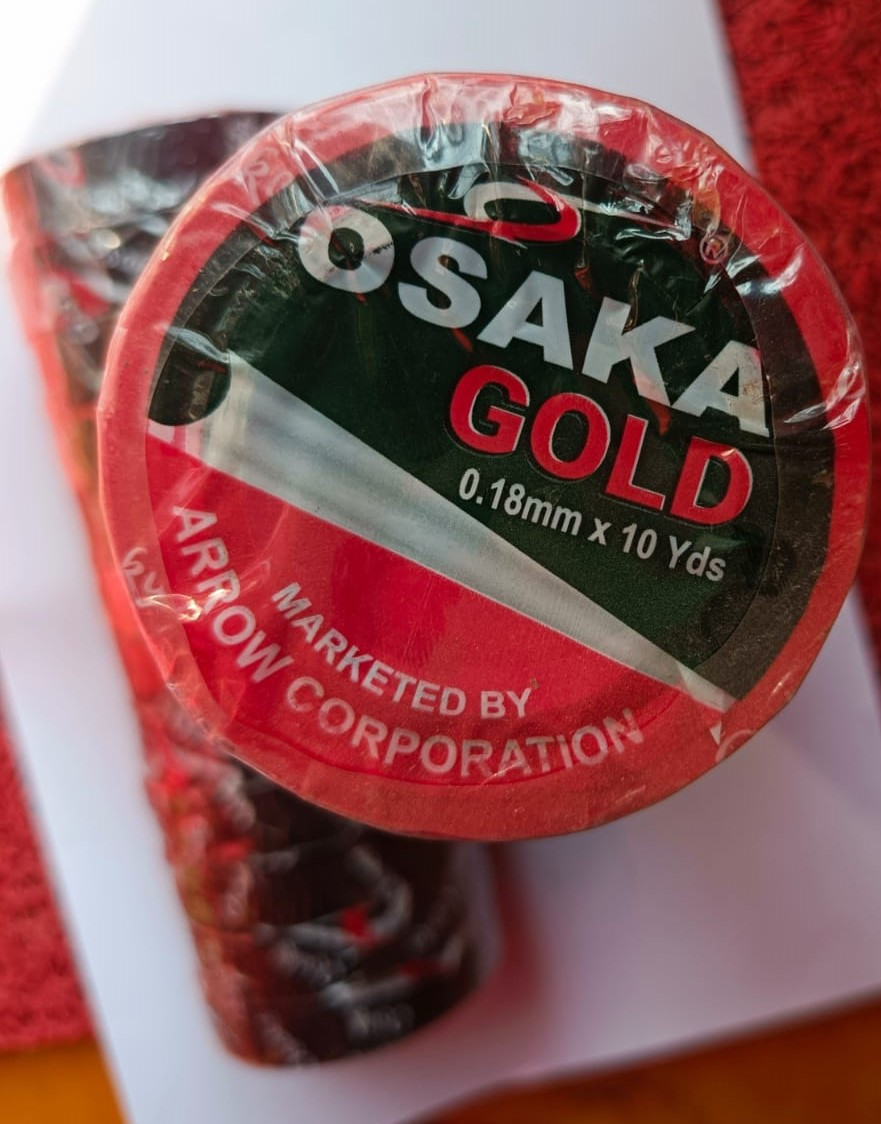 OSAKA
®
GOLD
0.18mm x 10 Yds
MARKETED BY
ARROW CORPORATION